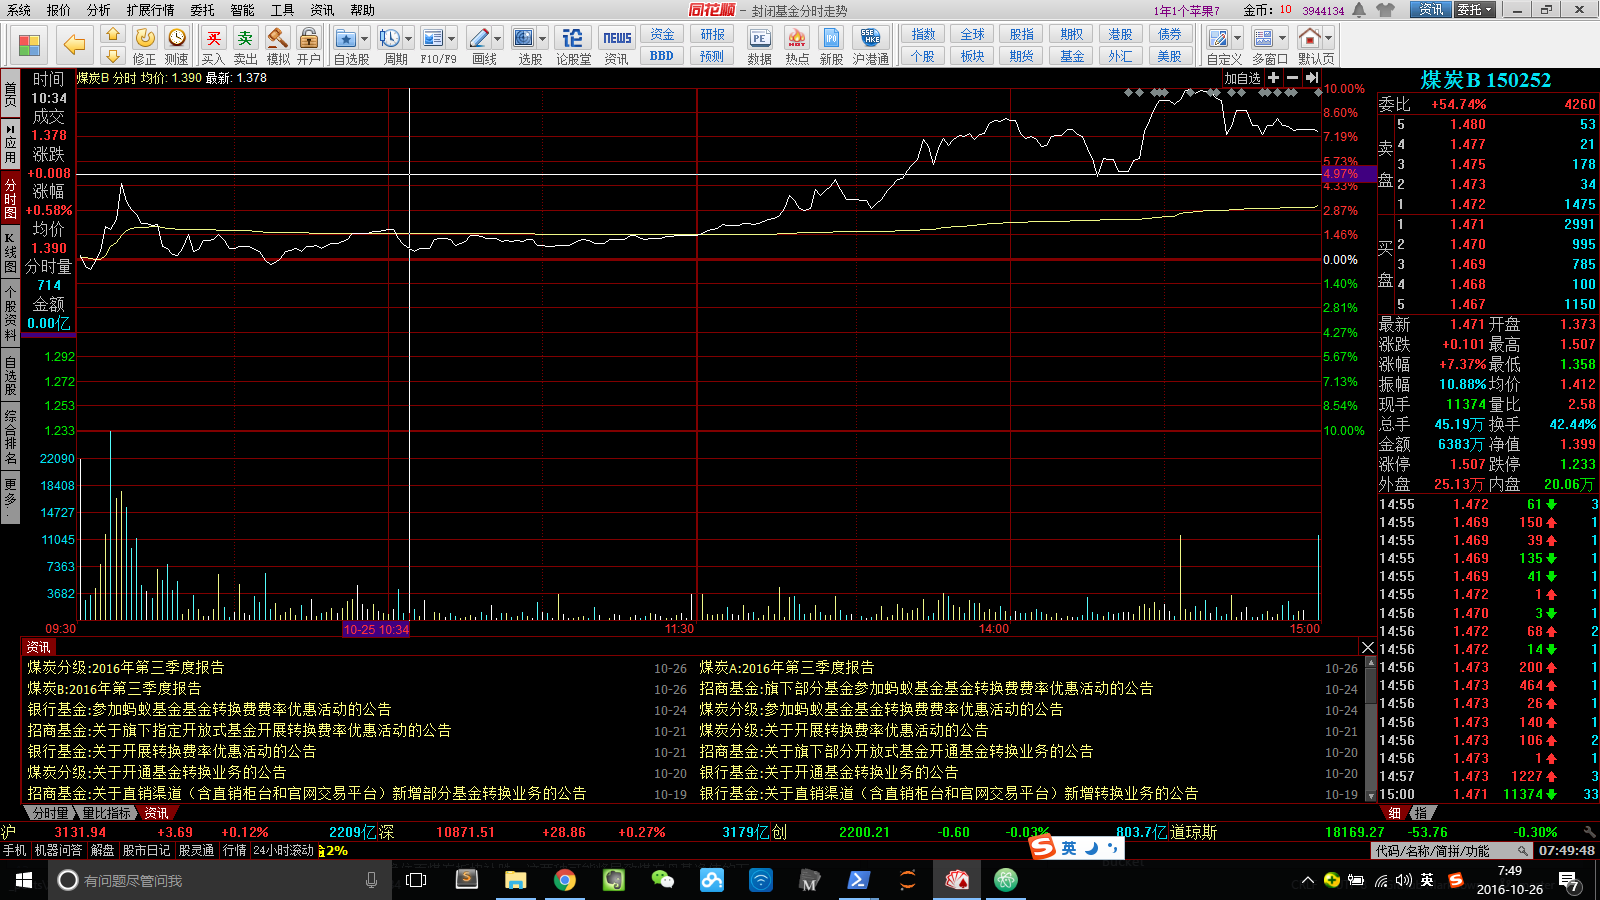 系统 报价 分析 扩展行情 委托 智能 工具 资讯 帮助 同花顺 - 封闭基金分时走势 1年1个苹果7 金币: 10 3944134 资讯 委托
修正 测速 买入 卖出 模拟 开户 自选股 周期 F10/F9 画线 选股 论股堂 资讯 数据 热点 新股 沪港通 自定义 多窗口 默认页
买 卖 论 NEWS 资金 研报 PE HOT IPO SSE HKE 指数 全球 股指 期权 港股 债券
BBD 预测 个股 板块 期货 基金 外汇 美股
首页
应用
分时图
K线图
个股资料
自选股
综合排名
更多
时间
10:34
成交
1.378
涨跌
+0.008
涨幅
+0.58%
均价
1.390
分时量
714
金额
0.00亿
煤炭B 分时 均价: 1.390 最新: 1.378
加自选
1.292
1.272
1.253
1.233
22090
18408
14727
11045
7363
3682
10.00%
8.60%
7.19%
5.73%
4.97%
4.33%
2.87%
1.46%
0.00%
1.40%
2.81%
4.27%
5.67%
7.13%
8.54%
10.00%
09:30 10-25 10:34 11:30 14:00 15:00
煤炭B 150252
委比 +54.74% 4260
卖盘
5 1.480 53
4 1.477 21
3 1.475 178
2 1.473 34
1 1.472 1475
买盘
1 1.471 2991
2 1.470 995
3 1.469 785
4 1.468 100
5 1.467 1150
最新 1.471 开盘 1.373
涨跌 +0.101 最高 1.507
涨幅 +7.37% 最低 1.358
振幅 10.88% 均价 1.412
现手 11374 量比 2.58
总手 45.19万 换手 42.44%
金额 6383万 净值 1.399
涨停 1.507 跌停 1.233
外盘 25.13万 内盘 20.06万
14:55 1.472 61 3
14:55 1.469 150 1
14:55 1.469 39 1
14:55 1.469 135 1
14:55 1.469 41 1
14:55 1.472 1 1
14:56 1.470 3 1
14:56 1.472 68 2
14:56 1.472 14 1
14:56 1.473 200 1
14:56 1.473 464 1
14:56 1.473 26 1
14:56 1.473 140 1
14:56 1.473 106 2
14:56 1.473 1 1
14:57 1.473 1227 3
15:00 1.471 11374 33
细 指
资讯
煤炭分级:2016年第三季度报告 10-26 煤炭A:2016年第三季度报告 10-26
煤炭B:2016年第三季度报告 10-26 招商基金:旗下部分基金参加蚂蚁基金基金转换费费率优惠活动的公告 10-24
银行基金:参加蚂蚁基金基金转换费费率优惠活动的公告 10-24 煤炭分级:参加蚂蚁基金基金转换费费率优惠活动的公告 10-24
招商基金:关于旗下指定开放式基金开展转换费率优惠活动的公告 10-21 煤炭分级:关于开展转换费率优惠活动的公告 10-21
银行基金:关于开展转换费率优惠活动的公告 10-21 招商基金:关于旗下部分开放式基金开通基金转换业务的公告 10-20
煤炭分级:关于开通基金转换业务的公告 10-20 银行基金:关于开通基金转换业务的公告 10-20
招商基金:关于直销渠道（含直销柜台和官网交易平台）新增部分基金转换业务的公告 10-19 银行基金:关于直销渠道（含直销柜台和官网交易平台）新增转换业务的公告 10-19
分时量 量比指标 资讯
沪 3131.94 +3.69 +0.12% 2209亿 深 10871.51 +28.86 +0.27% 3179亿 创 2200.21 -0.60 -0.03% 803.7亿 道琼斯 18169.27 -53.76 -0.30%
手机 机器问答 解盘 股市日记 股灵通 行情 24小时滚动 2% 代码/名称/简拼/功能 07:49:48
S 英
有问题尽管问我 英 7:49
2016-10-26 7